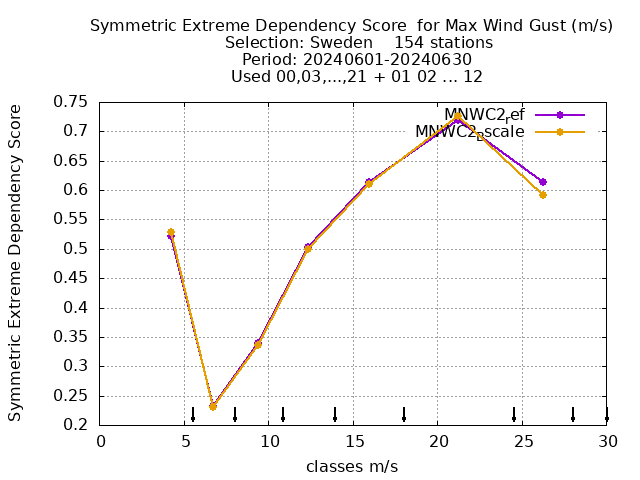 Symmetric Extreme Dependency Score  for Max Wind Gust (m/s)
Selection: Sweden    154 stations
Period: 20240601-20240630
Used 00,03,...,21 + 01 02 ... 12
Symmetric Extreme Dependency Score
0.75
0.7
0.65
0.6
0.55
0.5
0.45
0.4
0.35
0.3
0.25
0.2
MNWC2ref
MNWC2Dscale
0 5 10 15 20 25 30
classes m/s